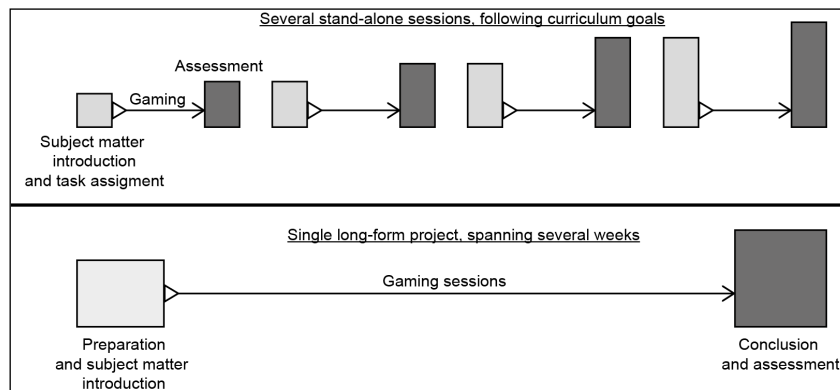 Several stand-alone sessions, following curriculum goals
Assessment
Gaming
Subject matter
introduction
and task assigment
Single long-form project, spanning several weeks
Gaming sessions
Preparation
and subject matter
introduction
Conclusion
and assessment